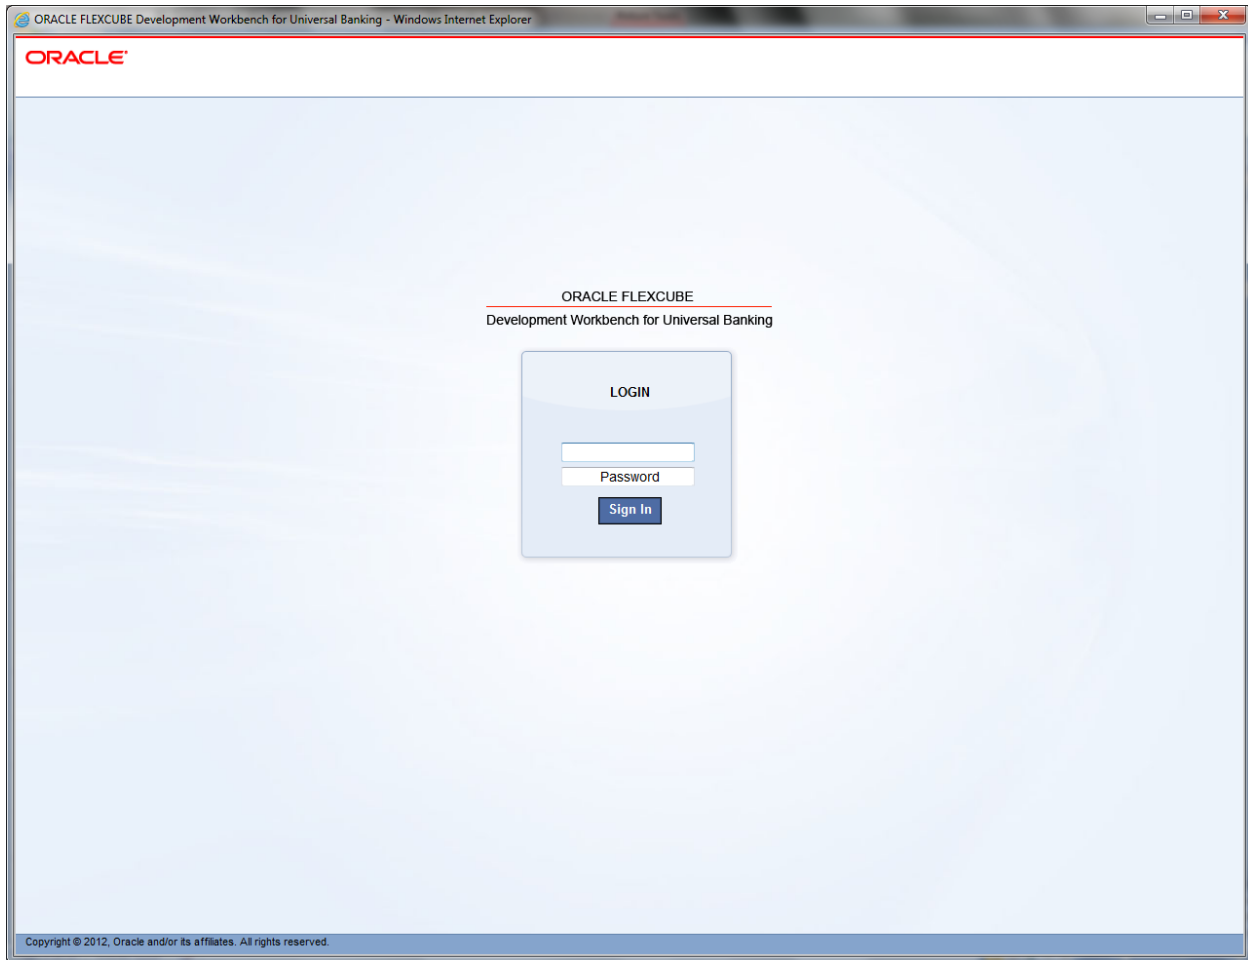 ORACLE FLEXCUBE Development Workbench for Universal Banking - Windows Internet Explorer
ORACLE
ORACLE FLEXCUBE
Development Workbench for Universal Banking
LOGIN
Password
Sign In
Copyright © 2012, Oracle and/or its affiliates. All rights reserved.